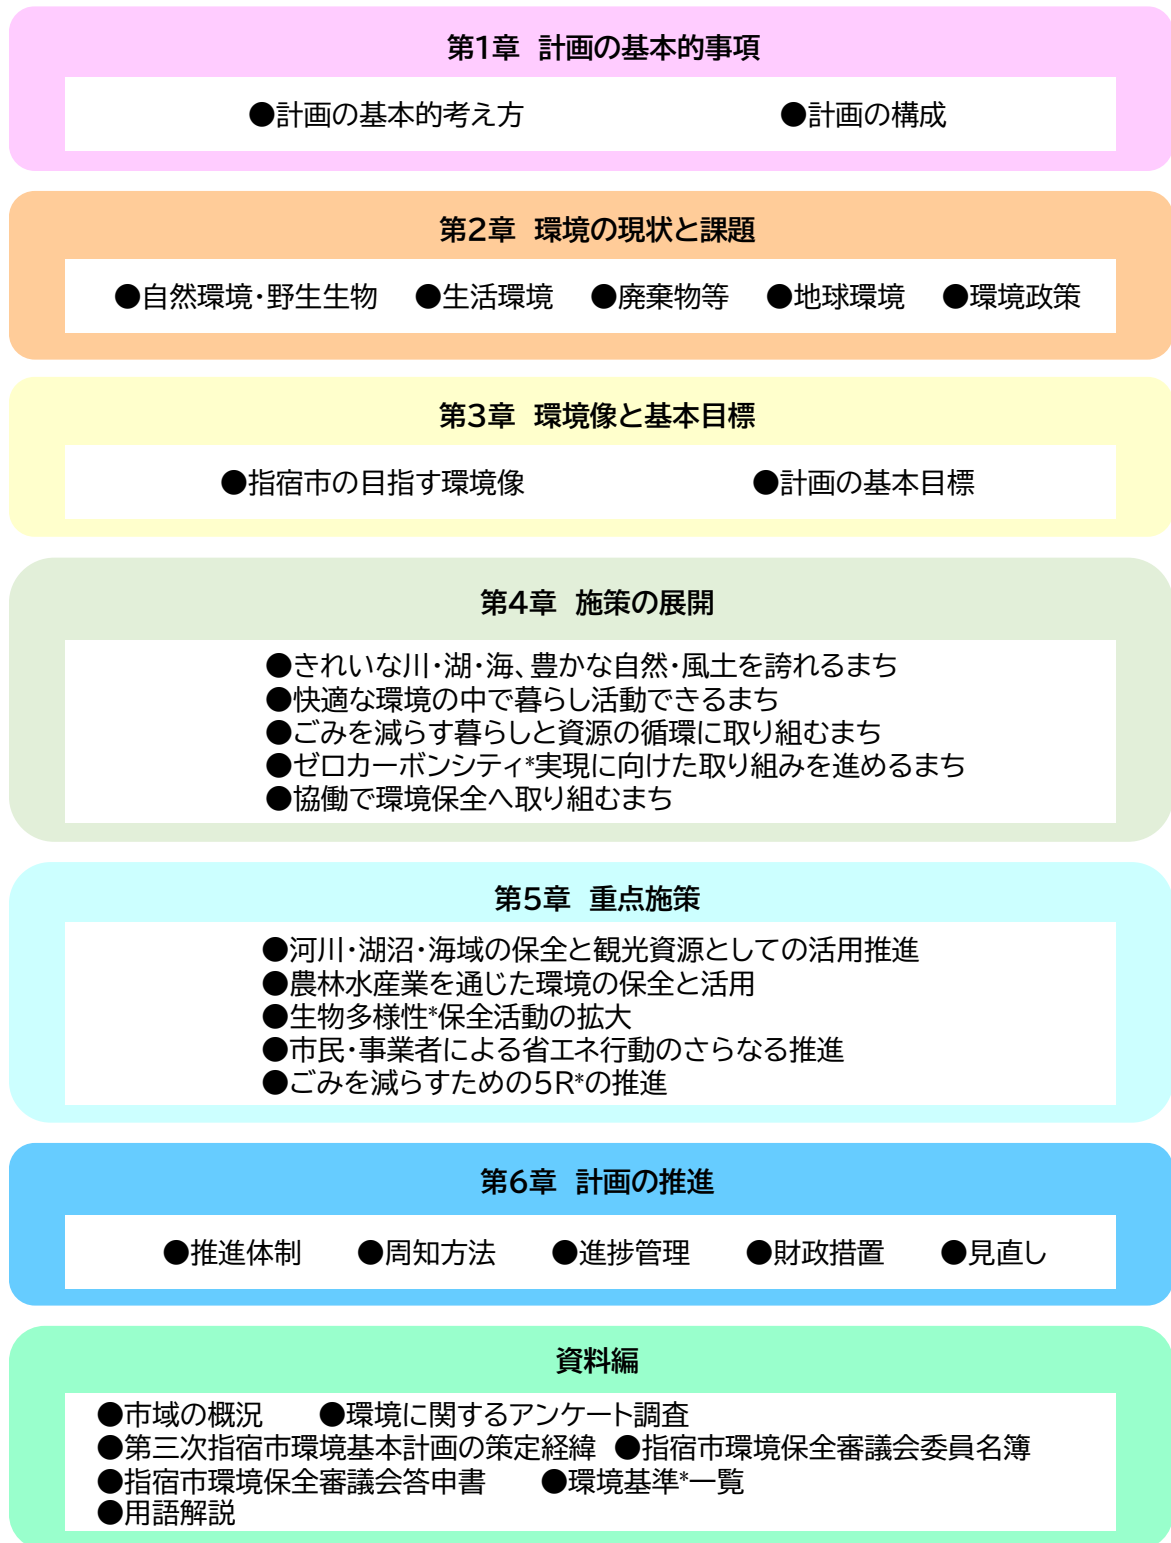 第1章 計画の基本的事項
●計画の基本的考え方 ●計画の構成
第2章 環境の現状と課題
●自然環境・野生生物 ●生活環境 ●廃棄物等 ●地球環境 ●環境政策
第3章 環境像と基本目標
●指宿市の目指す環境像 ●計画の基本目標
第4章 施策の展開
●きれいな川・湖・海、豊かな自然・風土を誇れるまち
●快適な環境の中で暮らし活動できるまち
●ごみを減らす暮らしと資源の循環に取り組むまち
●ゼロカーボンシティ*実現に向けた取り組みを進めるまち
●協働で環境保全へ取り組むまち
第5章 重点施策
●河川・湖沼・海域の保全と観光資源としての活用推進
●農林水産業を通じた環境の保全と活用
●生物多様性*保全活動の拡大
●市民・事業者による省エネ行動のさらなる推進
●ごみを減らすための5R*の推進
第6章 計画の推進
●推進体制 ●周知方法 ●進捗管理 ●財政措置 ●見直し
資料編
●市域の概況 ●環境に関するアンケート調査
●第三次指宿市環境基本計画の策定経緯 ●指宿市環境保全審議会委員名簿
●指宿市環境保全審議会答申書 ●環境基準*一覧
●用語解説